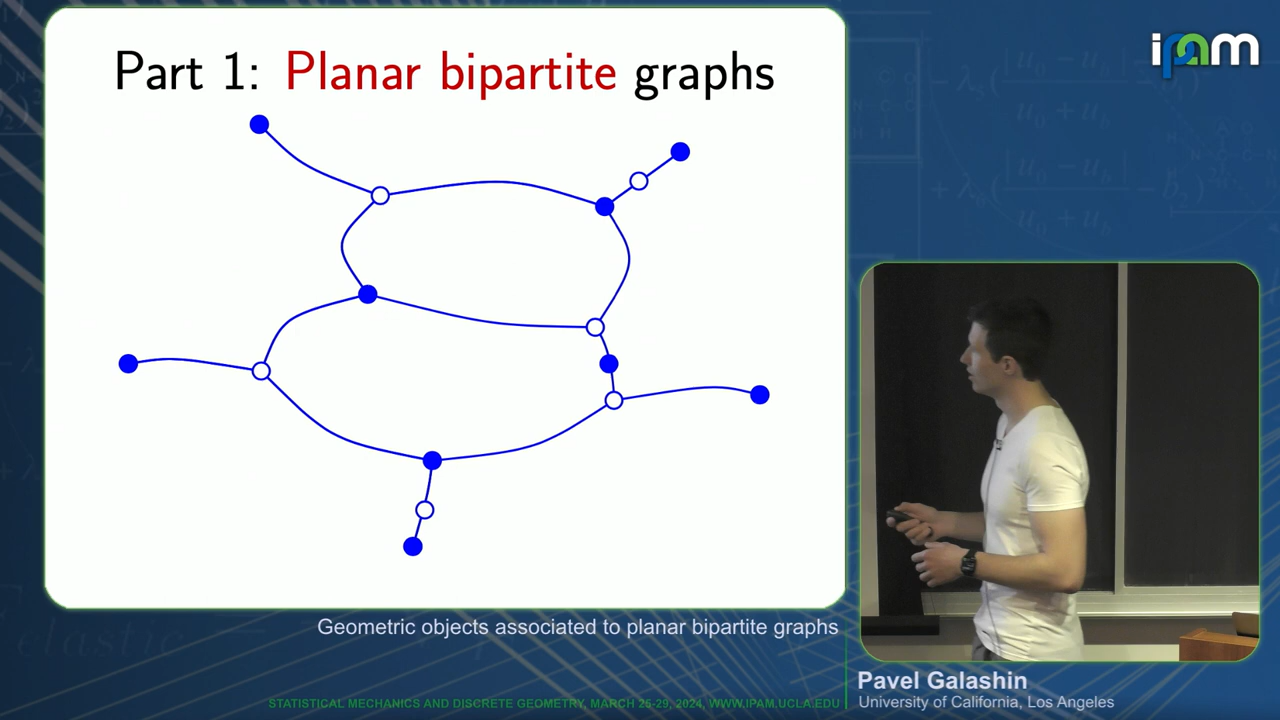 Part 1: Planar bipartite graphs
ipam
Geometric objects associated to planar bipartite graphs
Pavel Galashin
University of California, Los Angeles
STATISTICAL MECHANICS AND DISCRETE GEOMETRY, MARCH 25-29, 2024, WWW.IPAM.UCLA.EDU
elastic